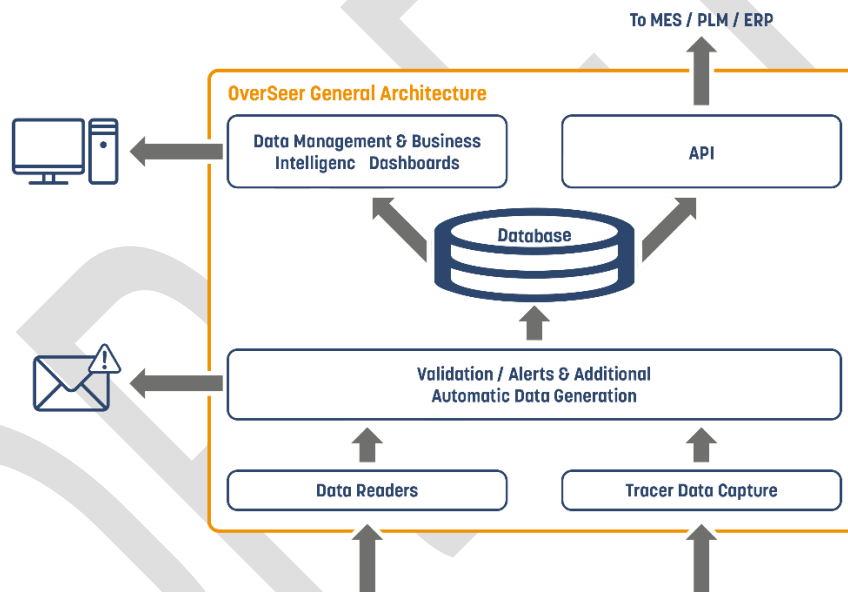 To MES / PLM / ERP
OverSeer General Architecture
Data Management & Business
Intelligenc Dashboards
API
Database
Validation / Alerts & Additional
Automatic Data Generation
Data Readers
Tracer Data Capture